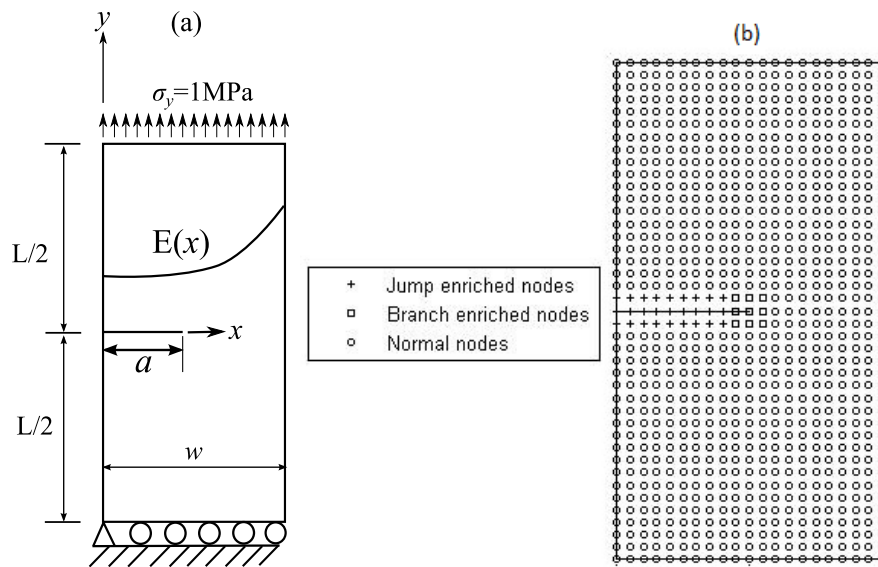 (a)
y
σy=1MPa
L/2
E(x)
x
a
L/2
w
(b)
+ Jump enriched nodes
□ Branch enriched nodes
○ Normal nodes